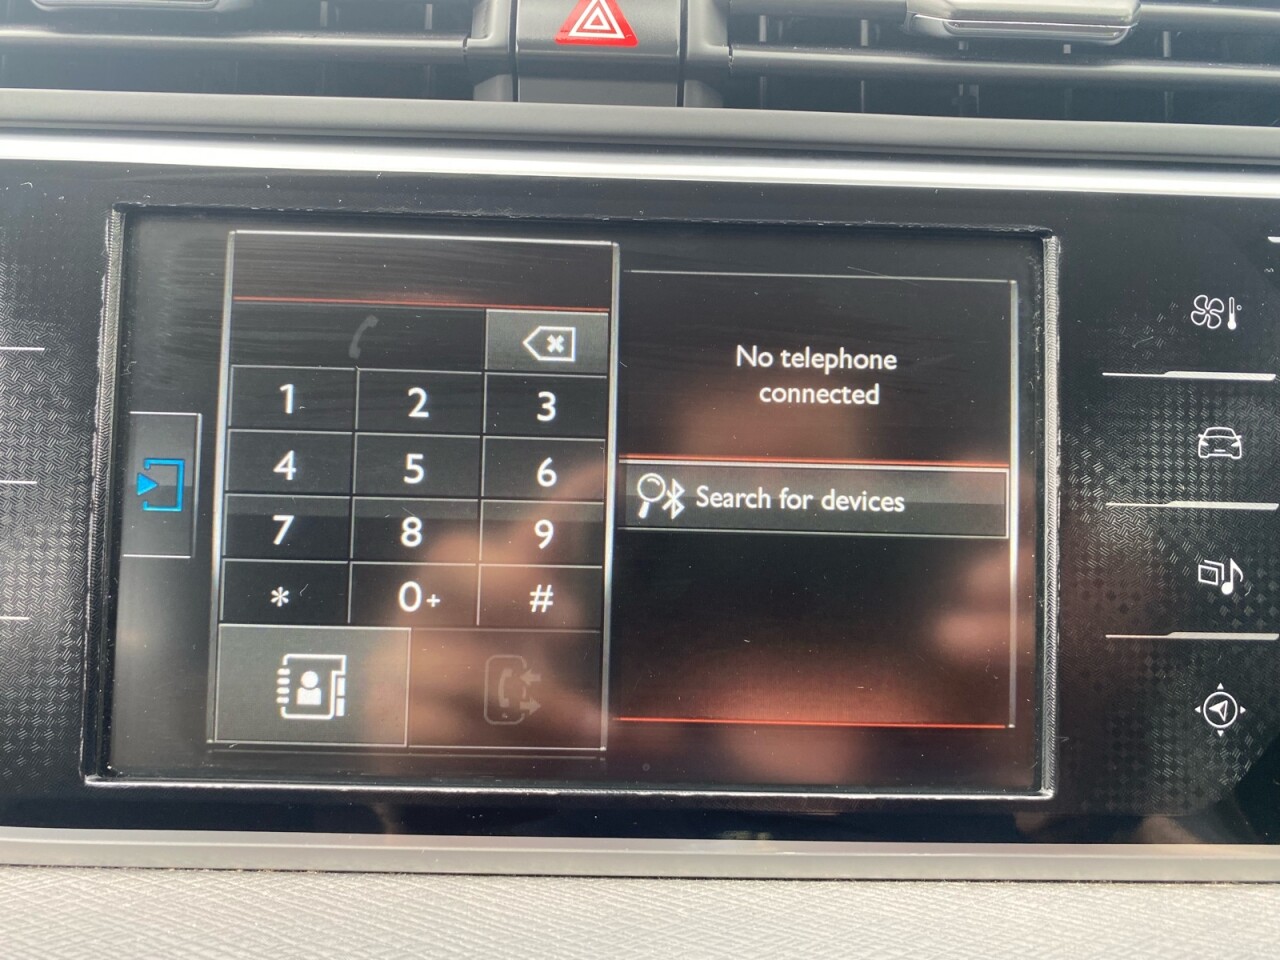 1 2 3
4 5 6
7 8 9
* 0+ #
No telephone
connected
Search for devices